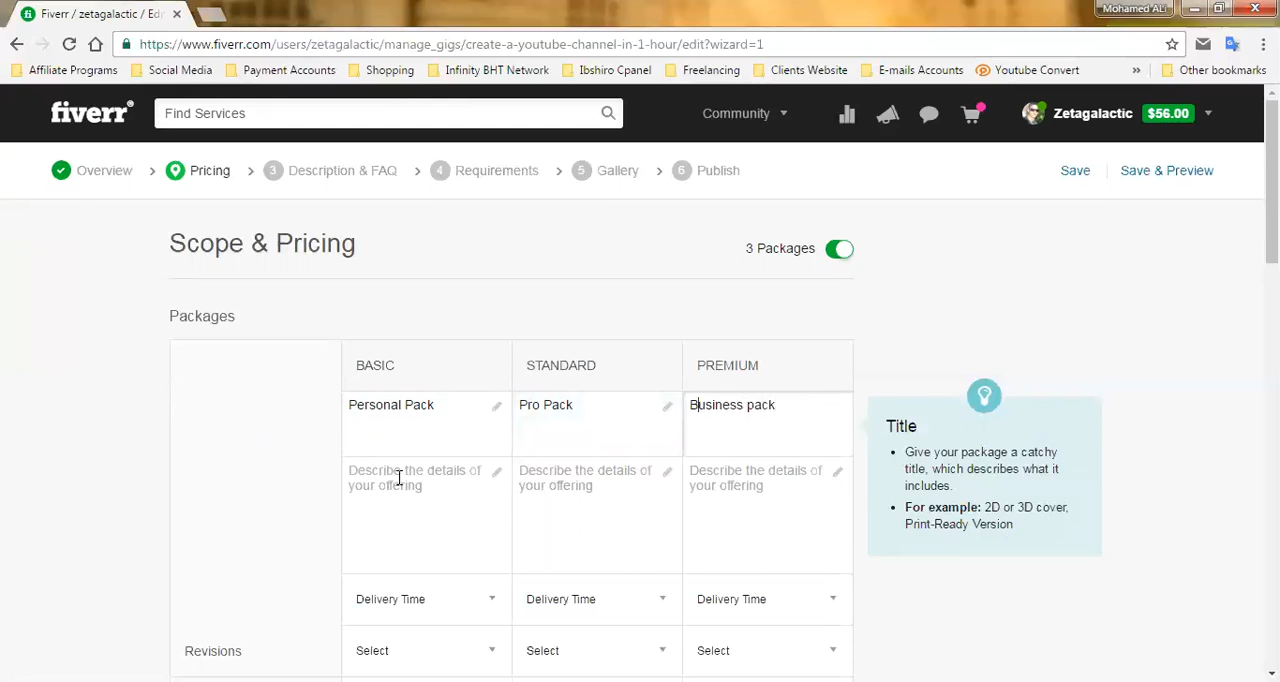 Fiverr / zetagalactic / Edi
Mohamed ALi
https://www.fiverr.com/users/zetagalactic/manage_gigs/create-a-youtube-channel-in-1-hour/edit?wizard=1
Affiliate Programs
Social Media
Payment Accounts
Shopping
Infinity BHT Network
Ibshiro Cpanel
Freelancing
Clients Website
E-mails Accounts
Youtube Convert
»
Other bookmarks
fiverr®
Find Services
Community
Zetagalactic
$56.00
Overview
Pricing
3 Description & FAQ
4 Requirements
5 Gallery
6 Publish
Save
Save & Preview
Scope & Pricing
3 Packages
Packages
BASIC
STANDARD
PREMIUM
Personal Pack
Pro Pack
Business pack
Describe the details of
your offering
Describe the details of
your offering
Describe the details of
your offering
Delivery Time
Delivery Time
Delivery Time
Revisions
Select
Select
Select
Title
• Give your package a catchy
title, which describes what it
includes.
• For example: 2D or 3D cover,
Print-Ready Version